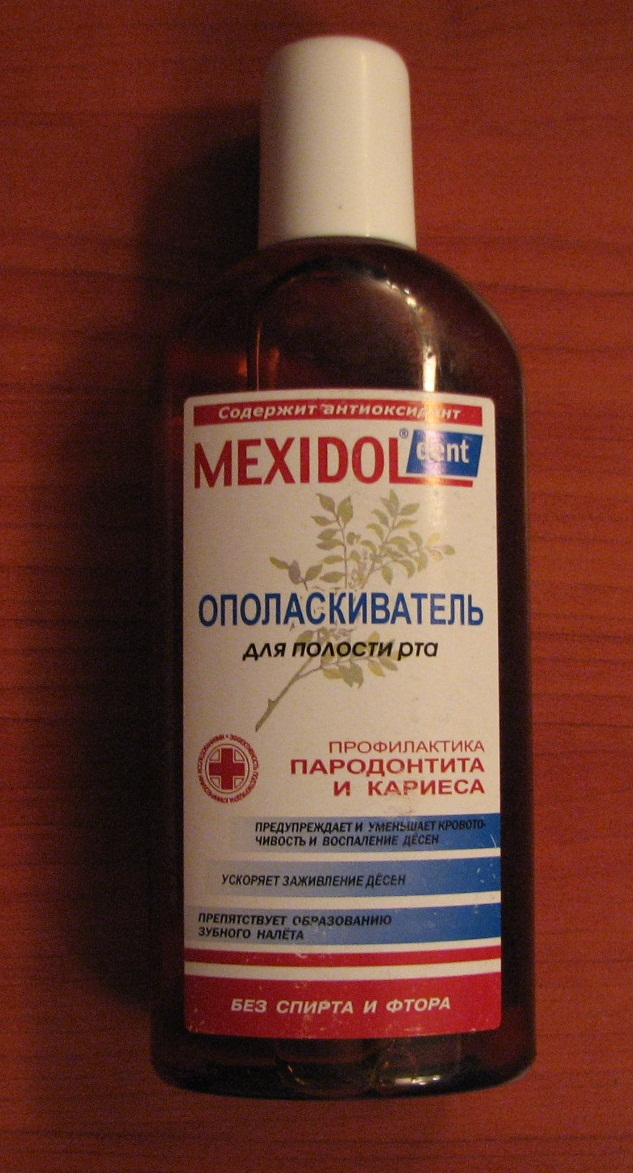 Содержит антиоксидант
MEXIDOL® dent
ОПОЛАСКИВАТЕЛЬ
для полости рта
ПРОФИЛАКТИКА
ПАРОДОНТИТА
И КАРИЕСА
ПРЕДУПРЕЖДАЕТ И УМЕНЬШАЕТ КРОВОТО-
ЧИВОСТЬ И ВОСПАЛЕНИЕ ДЁСЕН
УСКОРЯЕТ ЗАЖИВЛЕНИЕ ДЁСЕН
ПРЕПЯТСТВУЕТ ОБРАЗОВАНИЮ
ЗУБНОГО НАЛЁТА
БЕЗ СПИРТА И ФТОРА